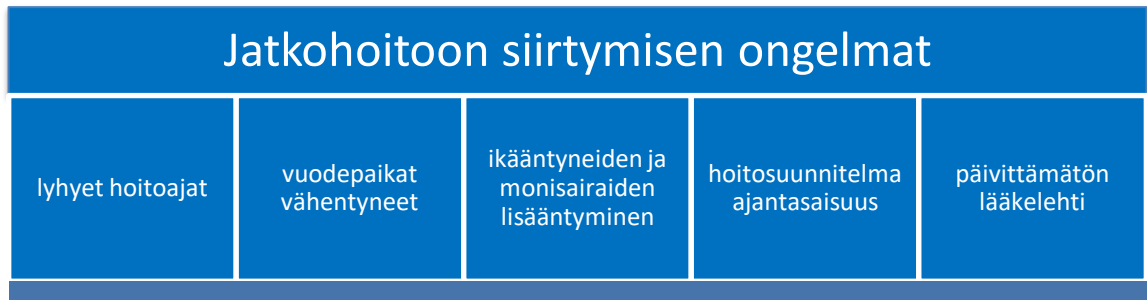 Jatkohoitoon siirtymisen ongelmat
lyhyet hoitoajat
vuodepaikat
vähentyneet
ikääntyneiden ja
monisairaiden
lisääntyminen
hoitosuunnitelma
ajantasaisuus
päivittämätön
lääkelehti